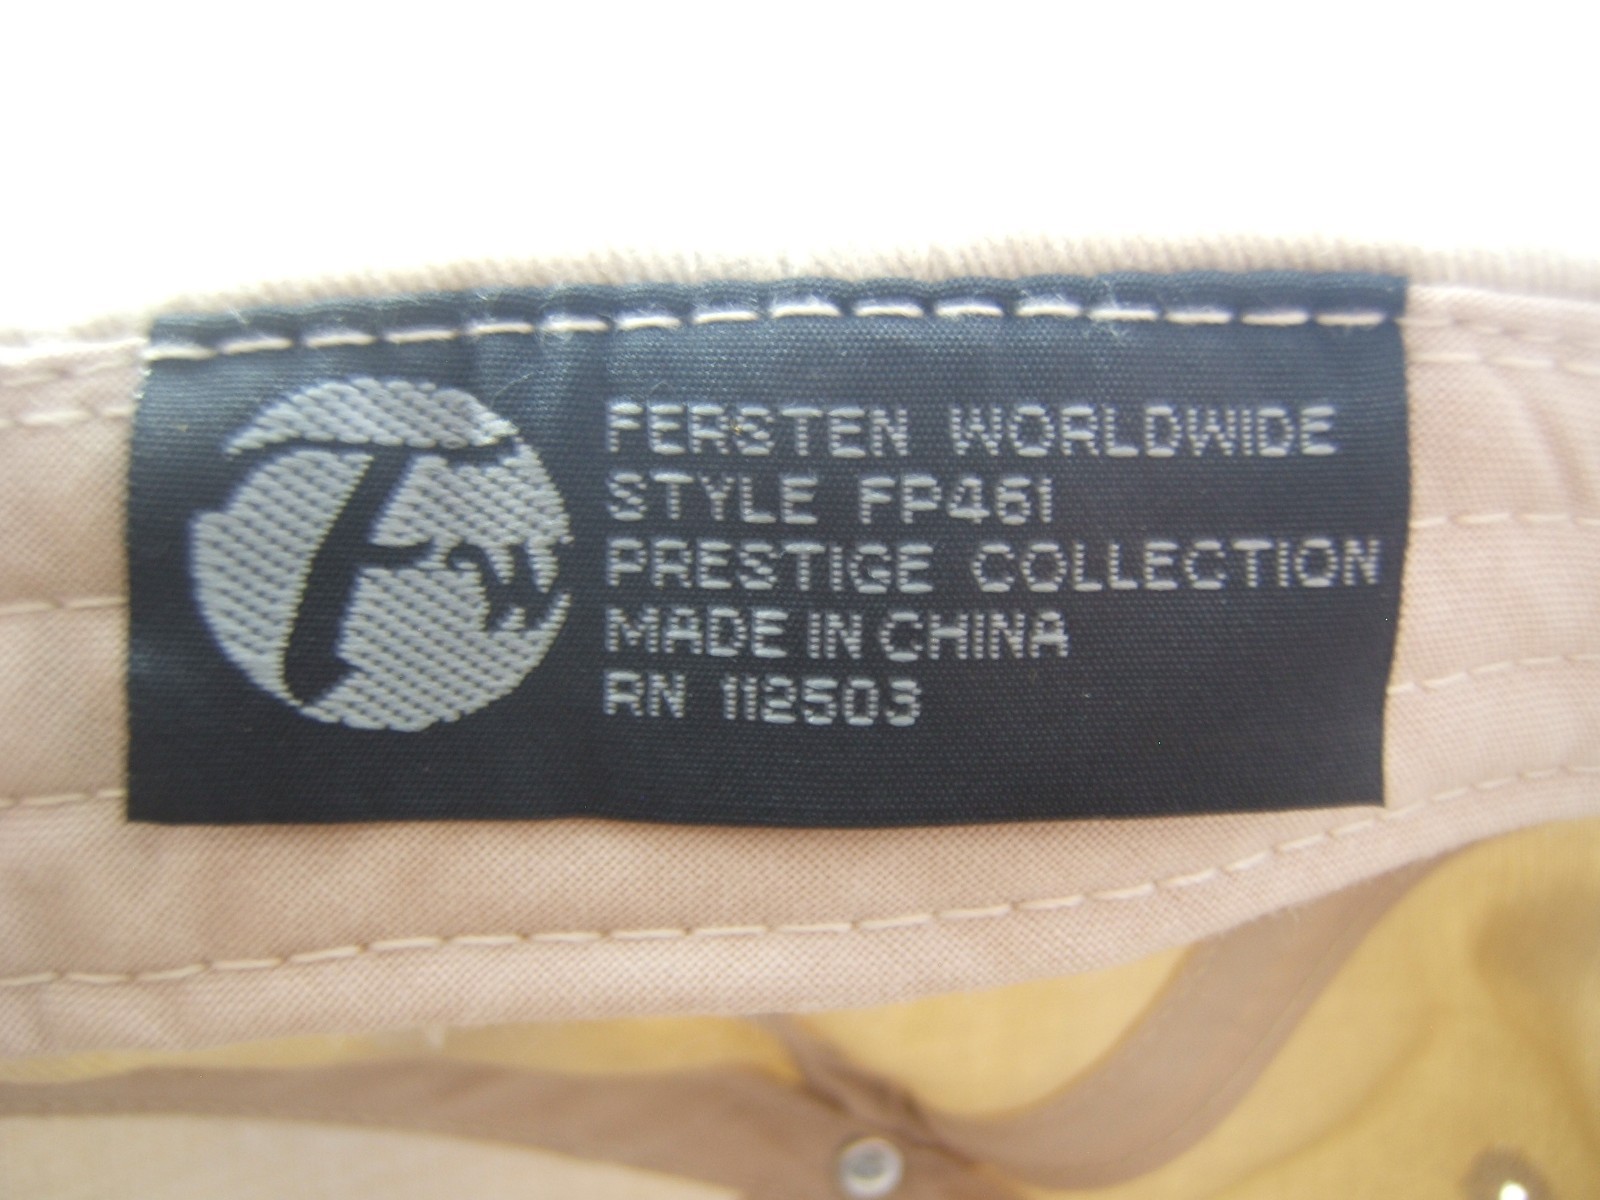 FERSTEN WORLDWIDE
STYLE FP461
PRESTIGE COLLECTION
MADE IN CHINA
RN 112503